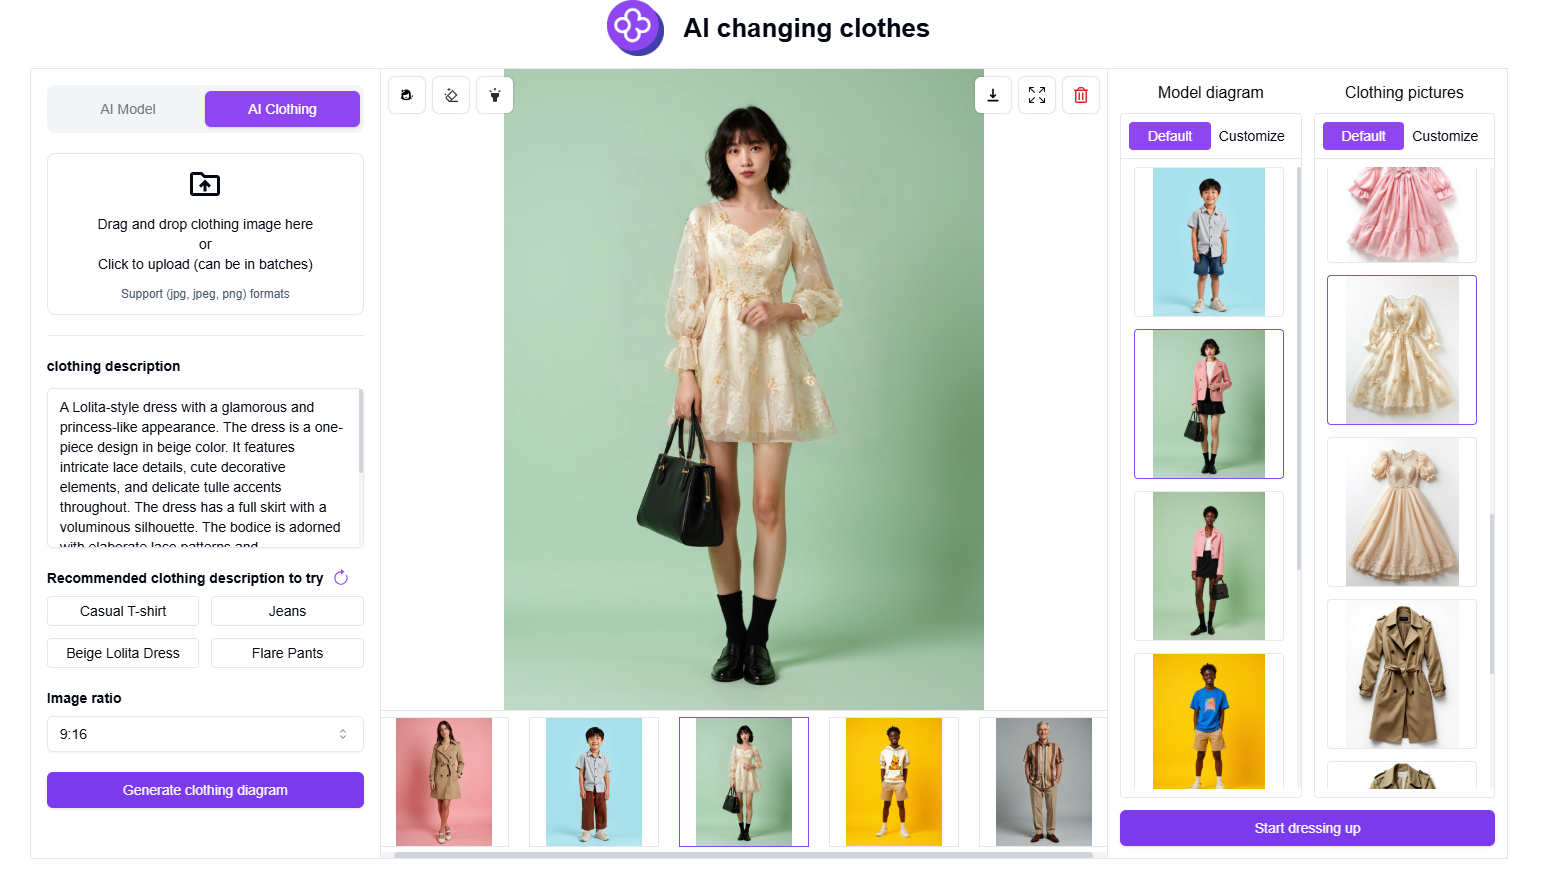 AI changing clothes
AI Model
AI Clothing
Drag and drop clothing image here
or
Click to upload (can be in batches)
Support (jpg, jpeg, png) formats
clothing description
A Lolita-style dress with a glamorous and
princess-like appearance. The dress is a one-
piece design in beige color. It features
intricate lace details, cute decorative
elements, and delicate tulle accents
throughout. The dress has a full skirt with a
voluminous silhouette. The bodice is adorned
with elaborate lace patterns and
Recommended clothing description to try
Casual T-shirt
Jeans
Beige Lolita Dress
Flare Pants
Image ratio
9:16
Generate clothing diagram
Model diagram
Default
Customize
Clothing pictures
Default
Customize
Start dressing up